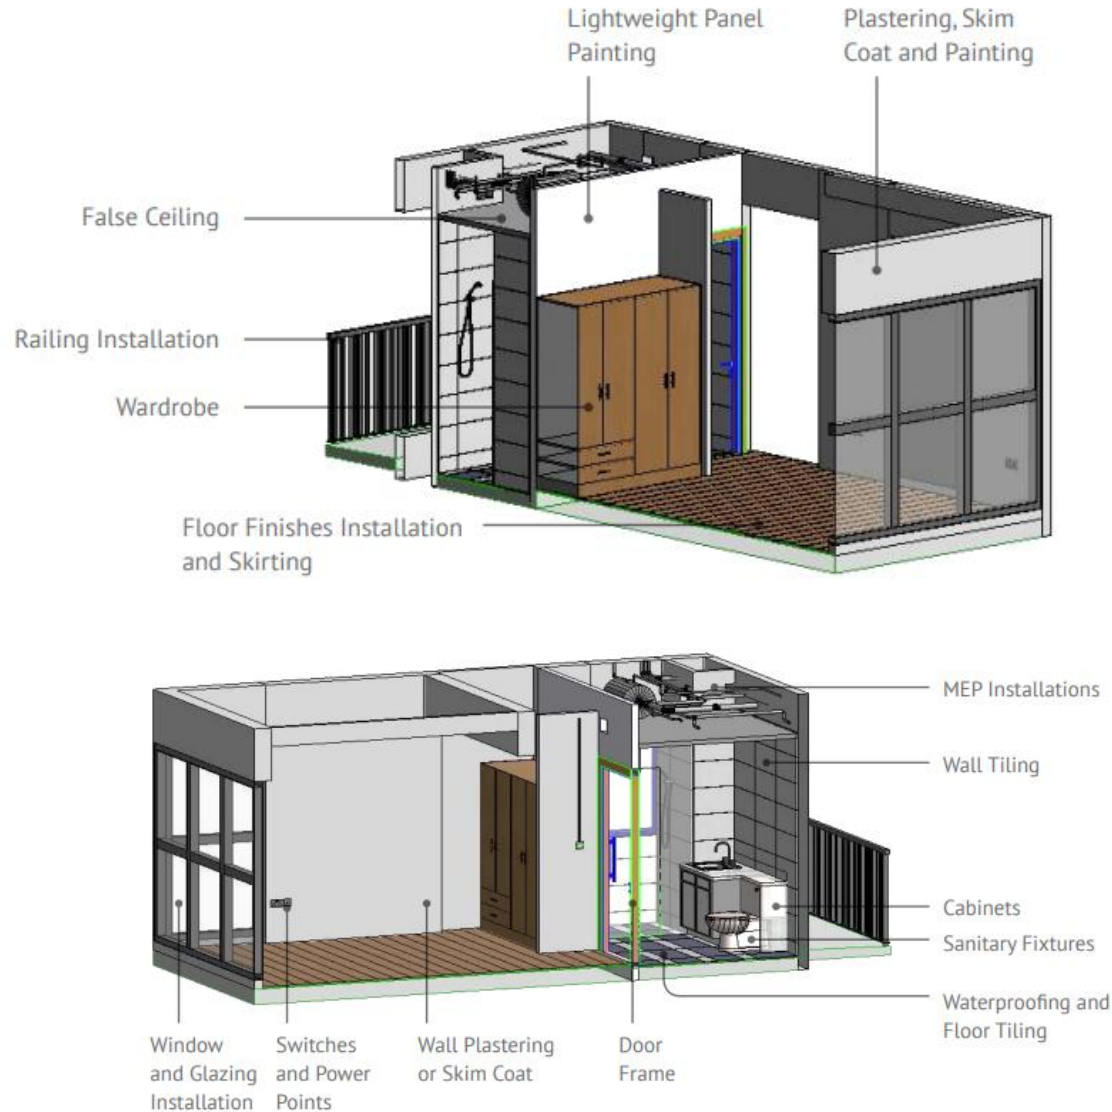 Lightweight Panel
Painting
Plastering, Skim
Coat and Painting
False Ceiling
Railing Installation
Wardrobe
Floor Finishes Installation
and Skirting
MEP Installations
Wall Tiling
Cabinets
Sanitary Fixtures
Waterproofing and
Floor Tiling
Window
and Glazing
Installation
Switches
and Power
Points
Wall Plastering
or Skim Coat
Door
Frame